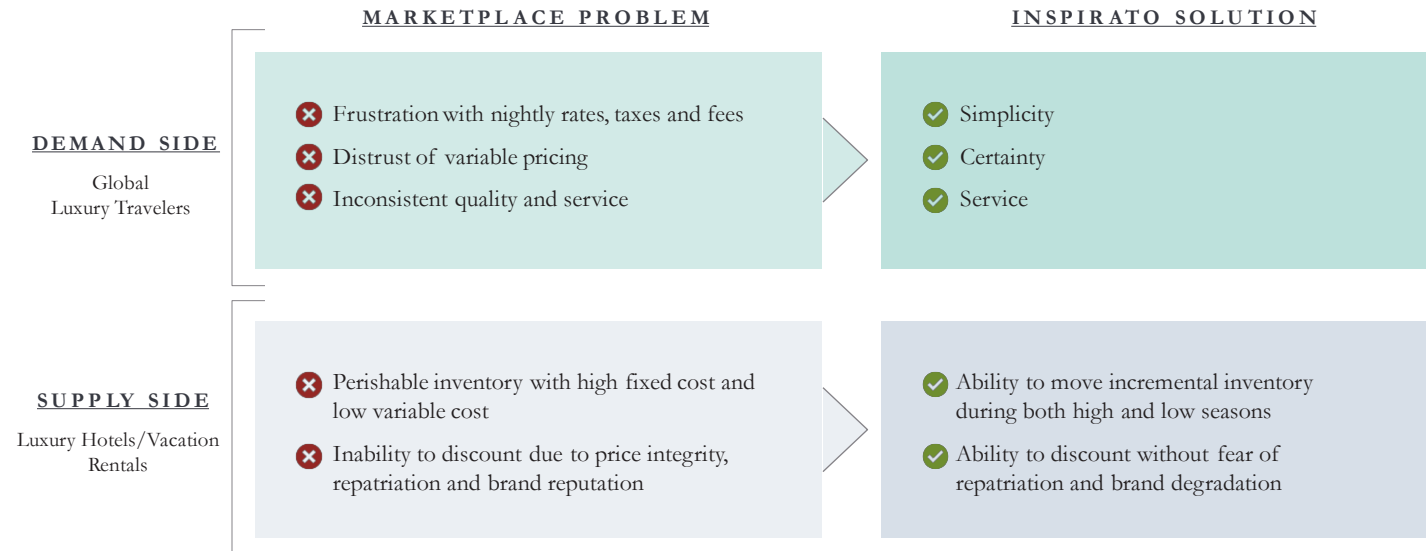 MARKETPLACE PROBLEM
INSPIRATO SOLUTION
DEMAND SIDE
Global
Luxury Travelers
Frustration with nightly rates, taxes and fees
Distrust of variable pricing
Inconsistent quality and service
Simplicity
Certainty
Service
SUPPLY SIDE
Luxury Hotels/Vacation
Rentals
Perishable inventory with high fixed cost and
low variable cost
Inability to discount due to price integrity,
repatriation and brand reputation
Ability to move incremental inventory
during both high and low seasons
Ability to discount without fear of
repatriation and brand degradation